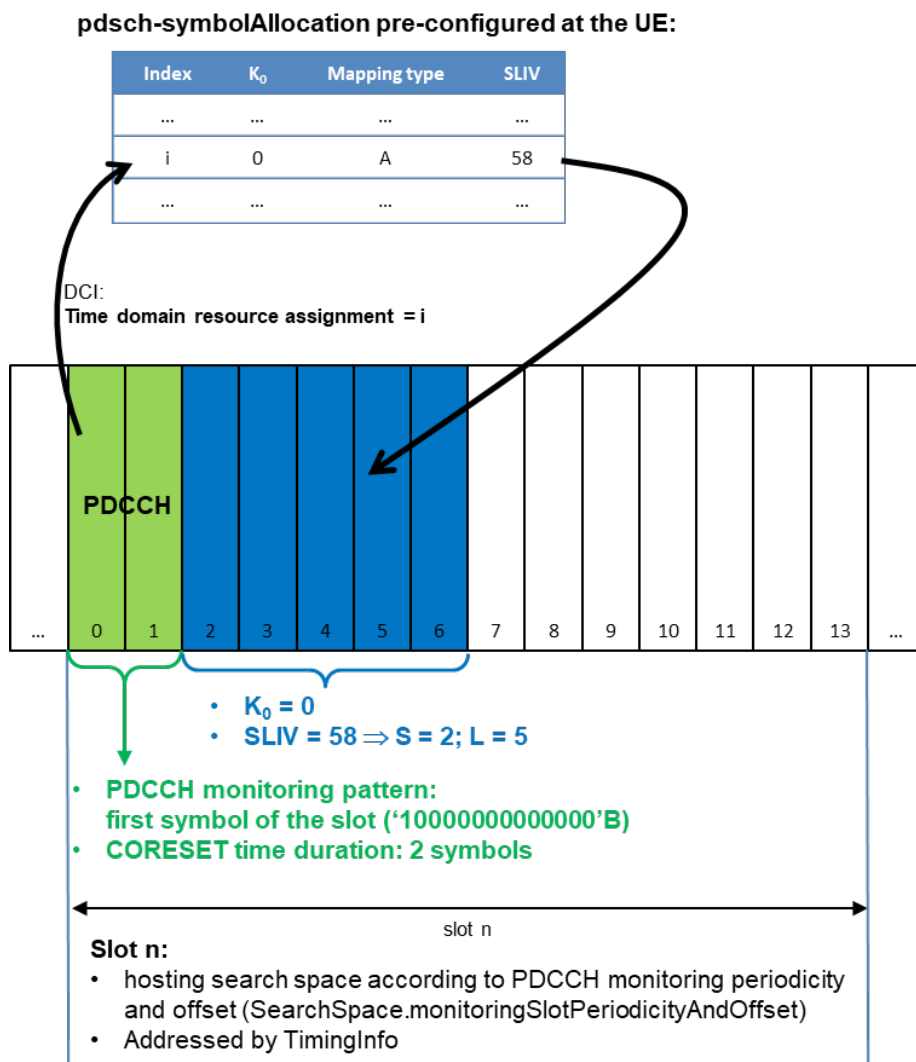 pdsch-symbolAllocation pre-configured at the UE:
Index K₀ Mapping type SLIV
... ... ... ...
i 0 A 58
... ... ... ...
DCI:
Time domain resource assignment = i
PDCCH
... 0 1 2 3 4 5 6 7 8 9 10 11 12 13 ...
• K₀ = 0
• SLIV = 58 ⇒ S = 2; L = 5
• PDCCH monitoring pattern:
first symbol of the slot (‘10000000000000’B)
• CORESET time duration: 2 symbols
slot n
Slot n:
• hosting search space according to PDCCH monitoring periodicity
and offset (SearchSpace.monitoringSlotPeriodicityAndOffset)
• Addressed by TimingInfo